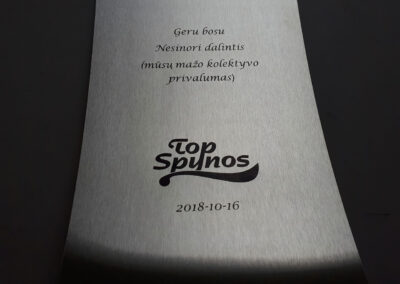 Geru bosu
Nesinori dalintis
(mūsų mažo kolektyvo
privalumas)
Top
Spynos
2018-10-16